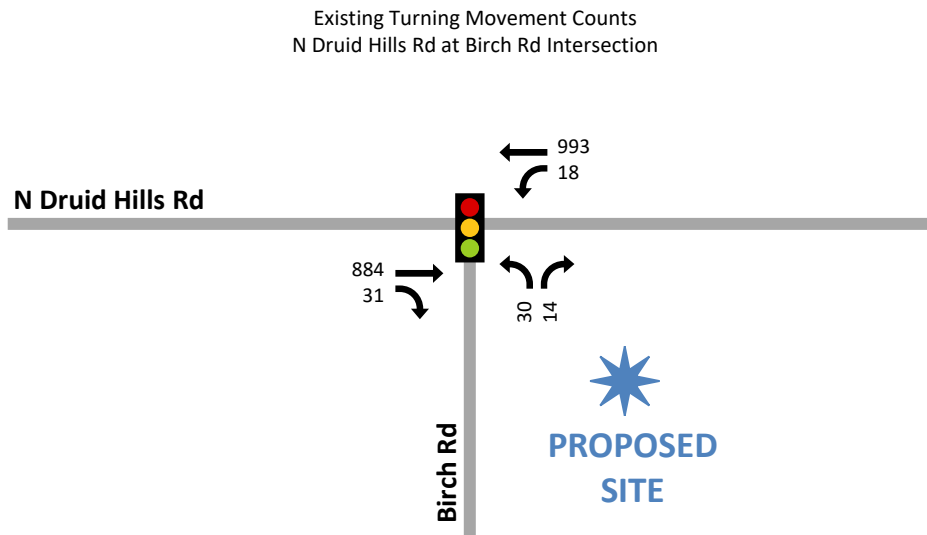 Existing Turning Movement Counts
N Druid Hills Rd at Birch Rd Intersection
993
18
N Druid Hills Rd
884
31
30
14
Birch Rd
PROPOSED
SITE